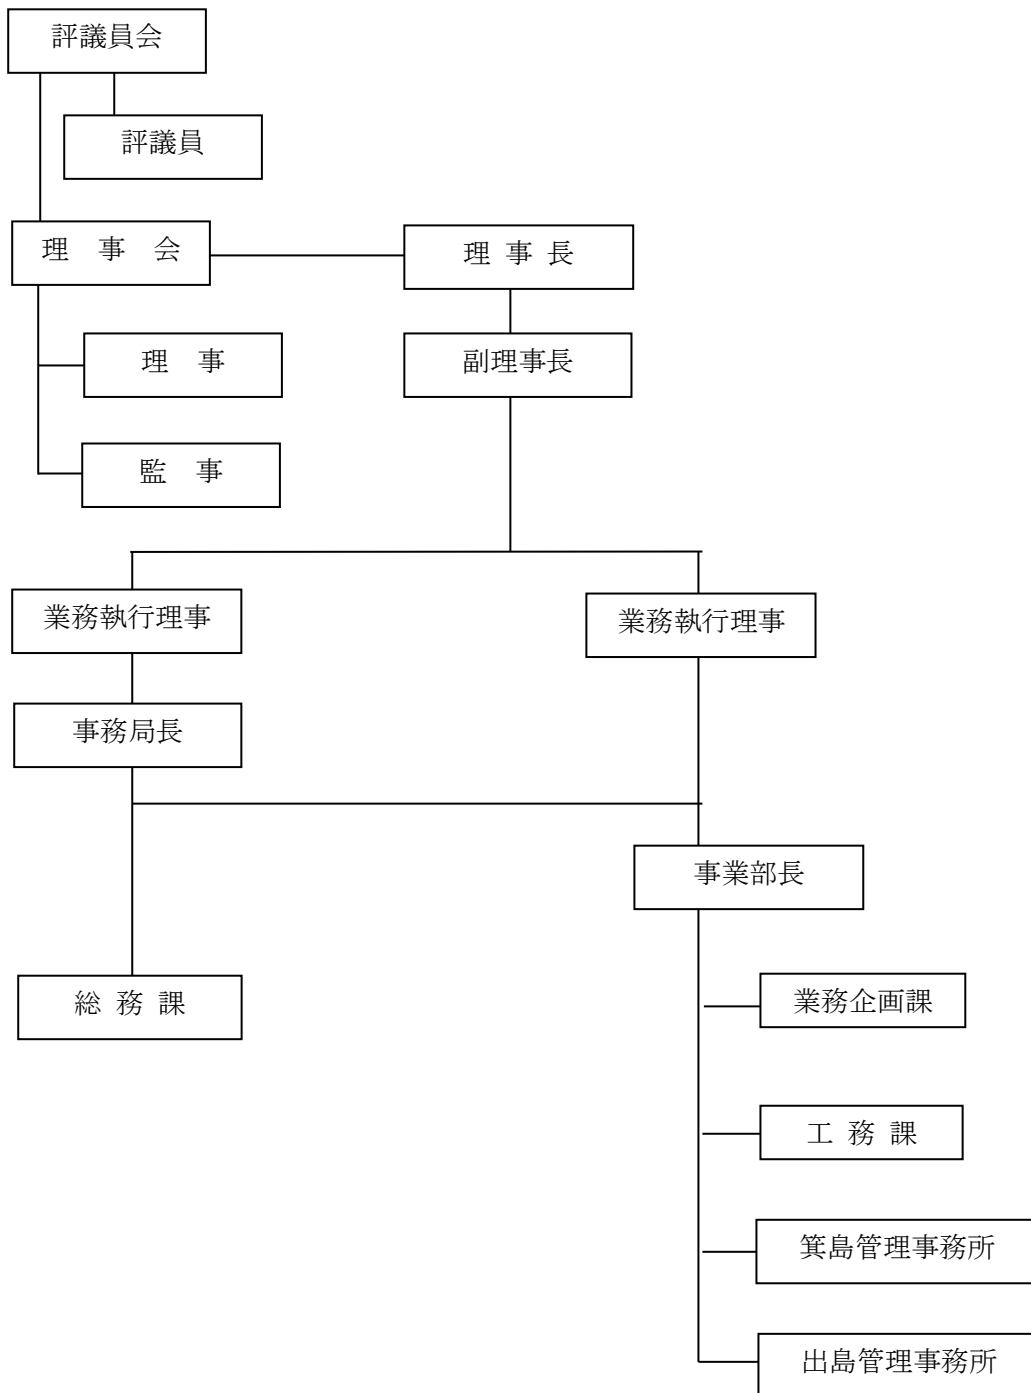 評議員会
評議員
理　事　会
理 事 長
理　事
副理事長
監　事
業務執行理事
業務執行理事
事務局長
事業部長
総 務 課
業務企画課
工 務 課
箕島管理事務所
出島管理事務所